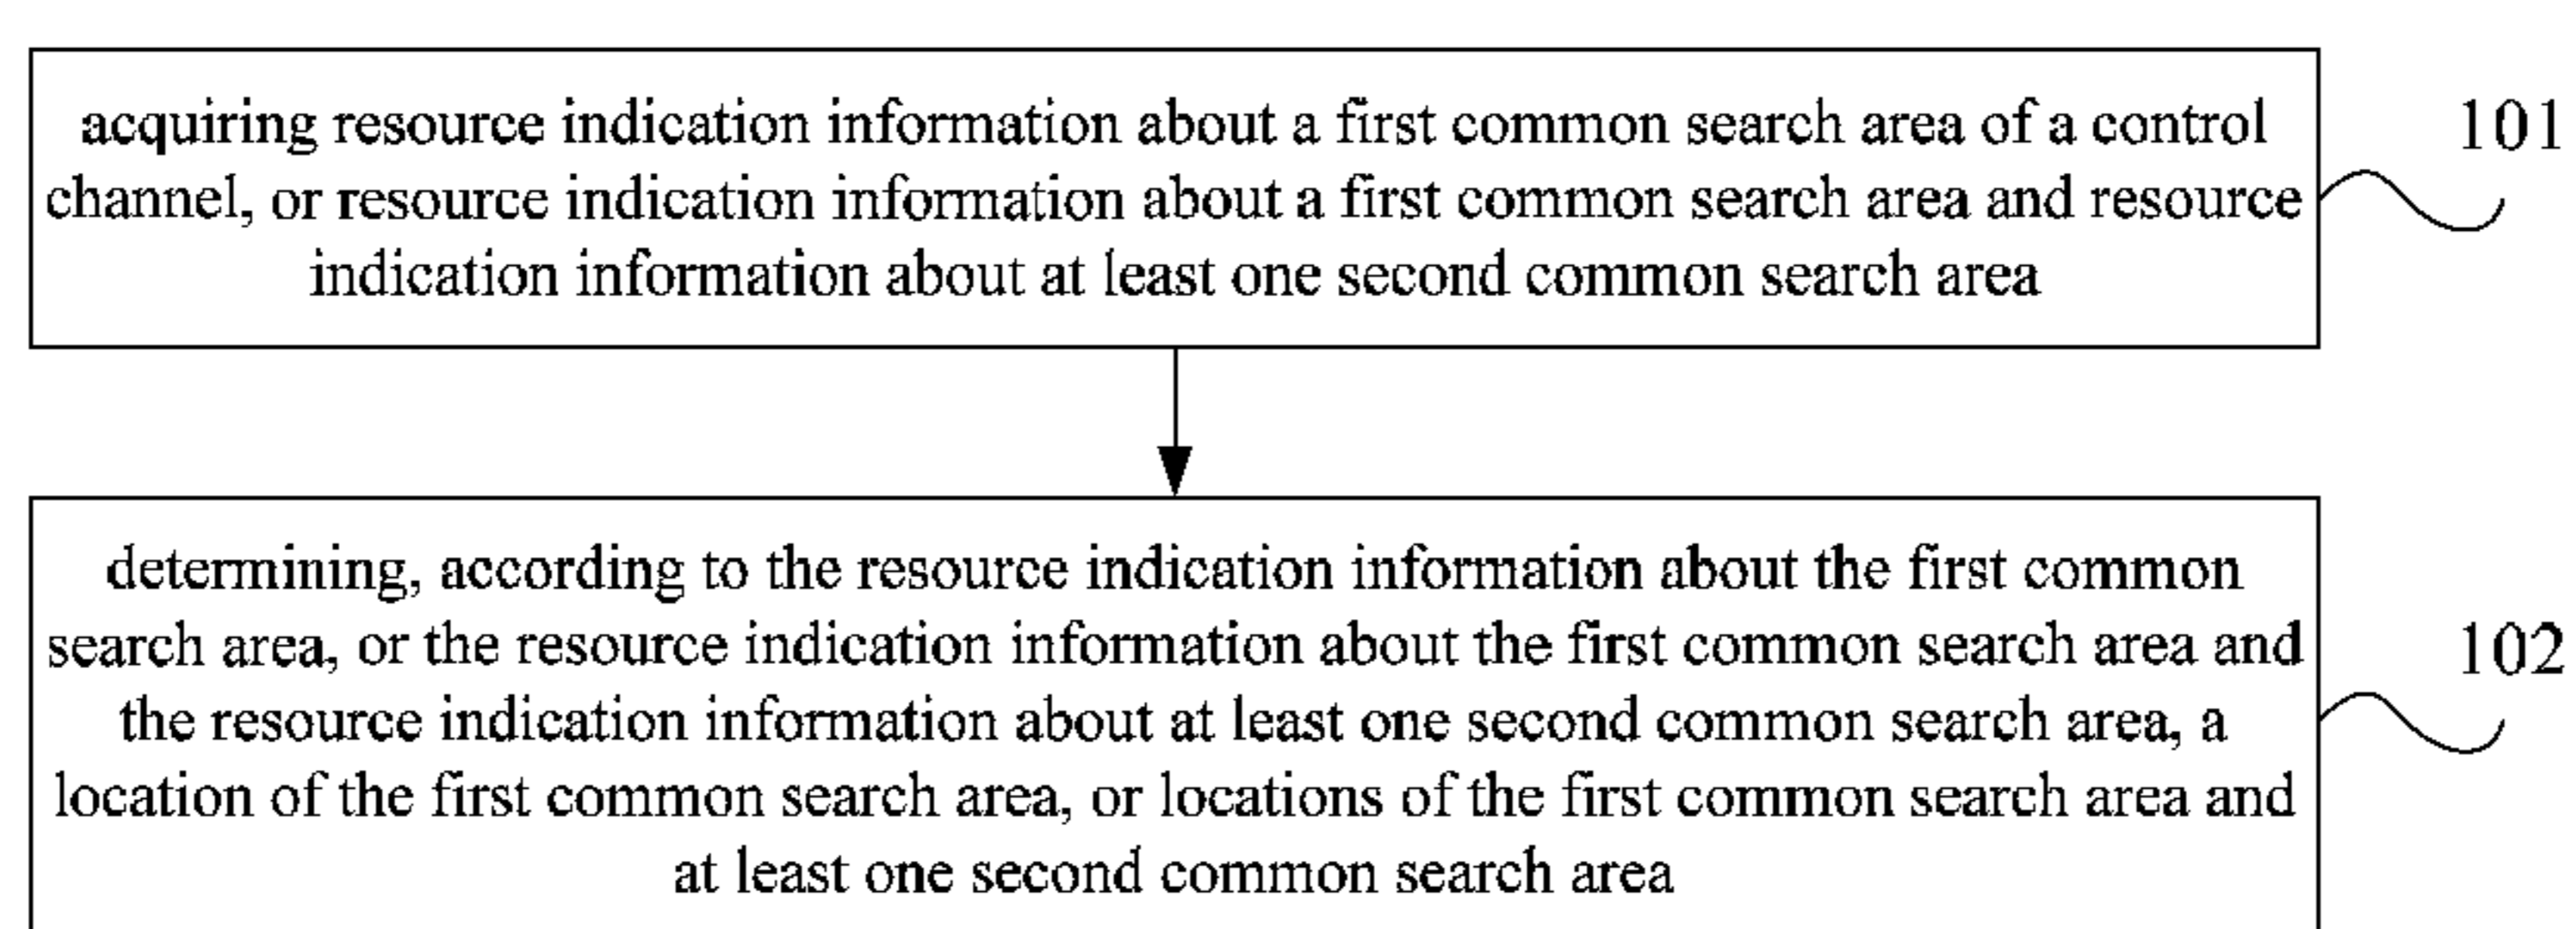 acquiring resource indication information about a first common search area of a control
channel, or resource indication information about a first common search area and resource
indication information about at least one second common search area
101
determining, according to the resource indication information about the first common
search area, or the resource indication information about the first common search area and
the resource indication information about at least one second common search area, a
location of the first common search area, or locations of the first common search area and
at least one second common search area
102